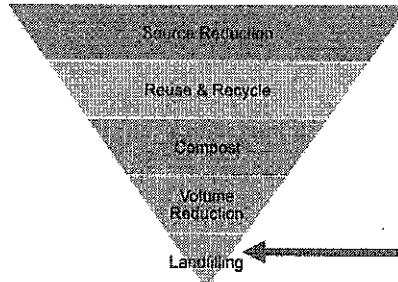 Source Reduction
Reuse & Recycle
Compost
Volume
Reduction
Landfilling